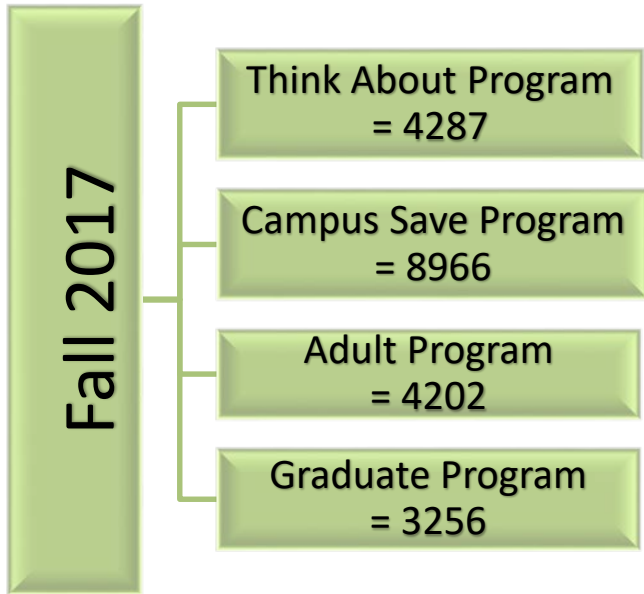 Fall 2017
Think About Program
= 4287
Campus Save Program
= 8966
Adult Program
= 4202
Graduate Program
= 3256